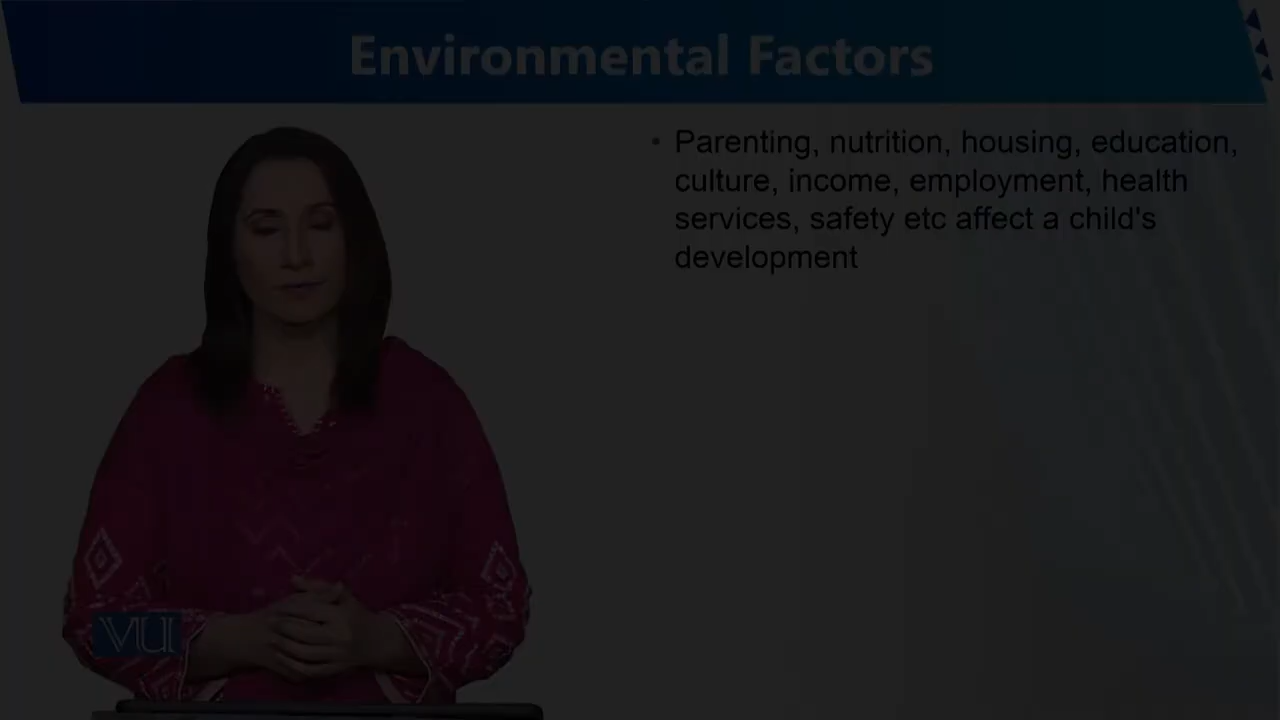 Environmental Factors
• Parenting, nutrition, housing, education,
culture, income, employment, health
services, safety etc affect a child's
development
VU